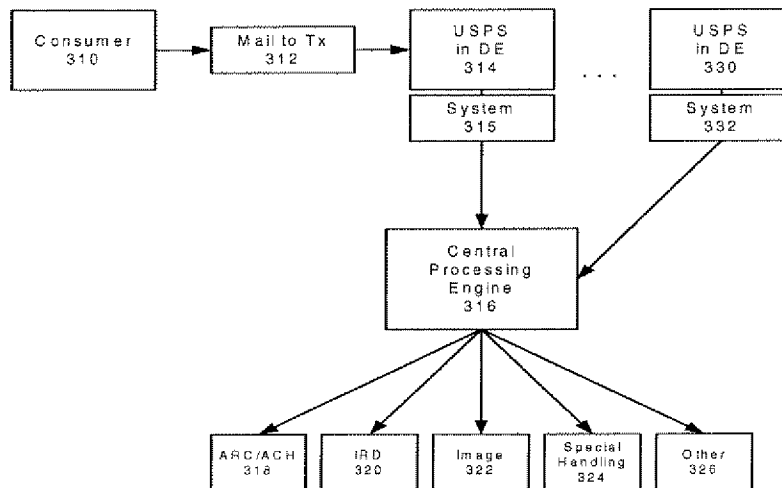 Consumer
310
Mail to Tx
312
USPS
in DE
314
. . .
USPS
in DE
330
System
315
System
332
Central
Processing
Engine
316
ARC/ACH
318
IRD
320
Image
322
Special
Handling
324
Other
326